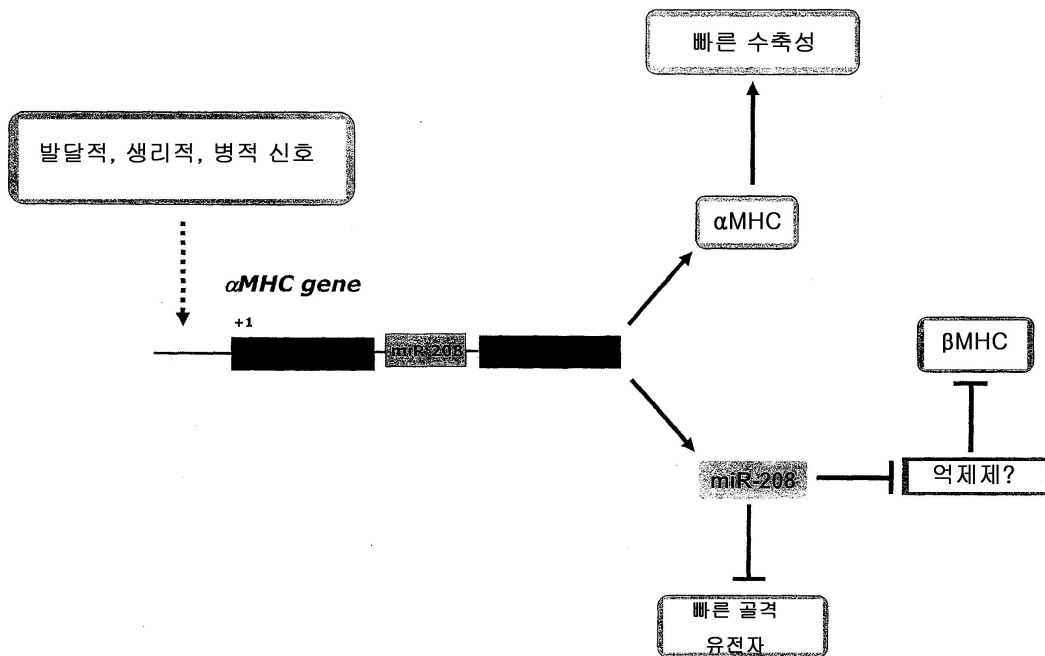 빠른 수축성
발달적, 생리적, 병적 신호
αMHC
αMHC gene
+1
miR-208
βMHC
miR-208
억제제?
빠른 골격
유전자